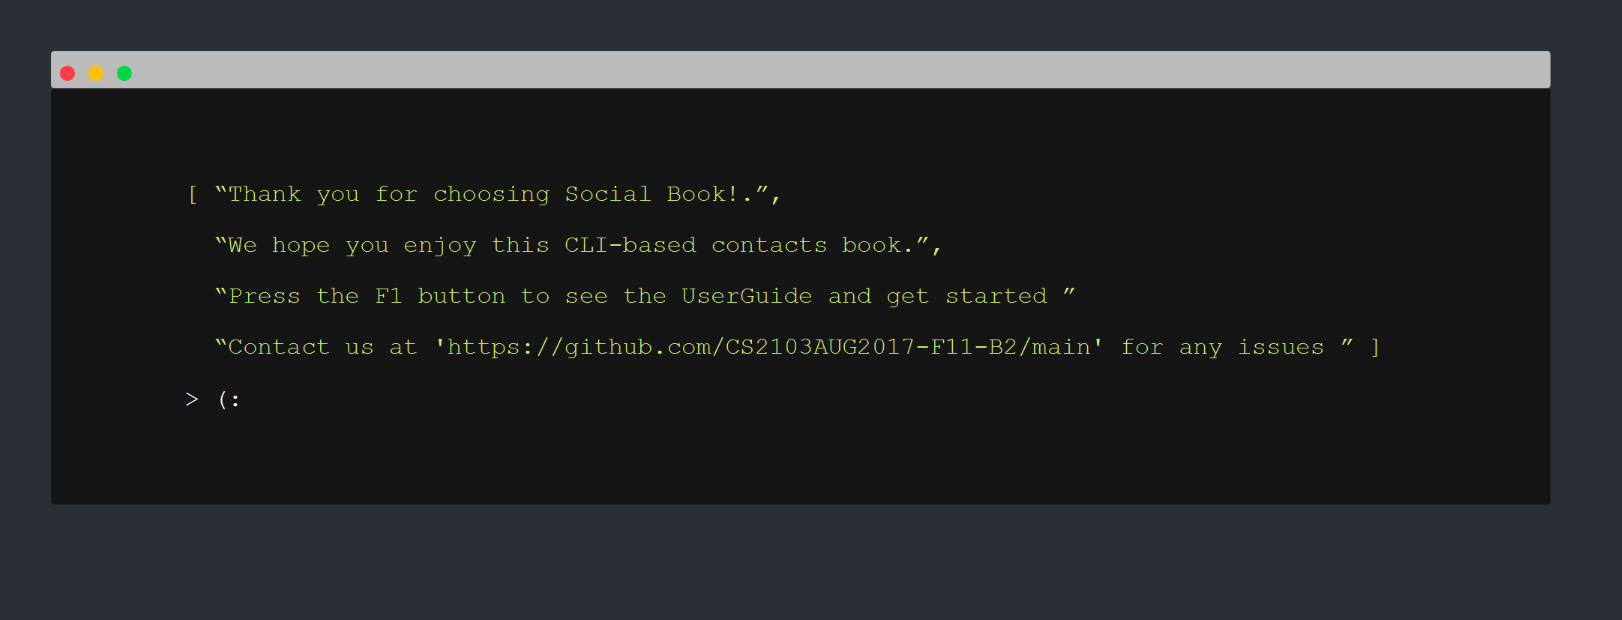 [ “Thank you for choosing Social Book!.”,
“We hope you enjoy this CLI-based contacts book.”,
“Press the F1 button to see the UserGuide and get started ”
“Contact us at 'https://github.com/CS2103AUG2017-F11-B2/main' for any issues ” ]
> (: